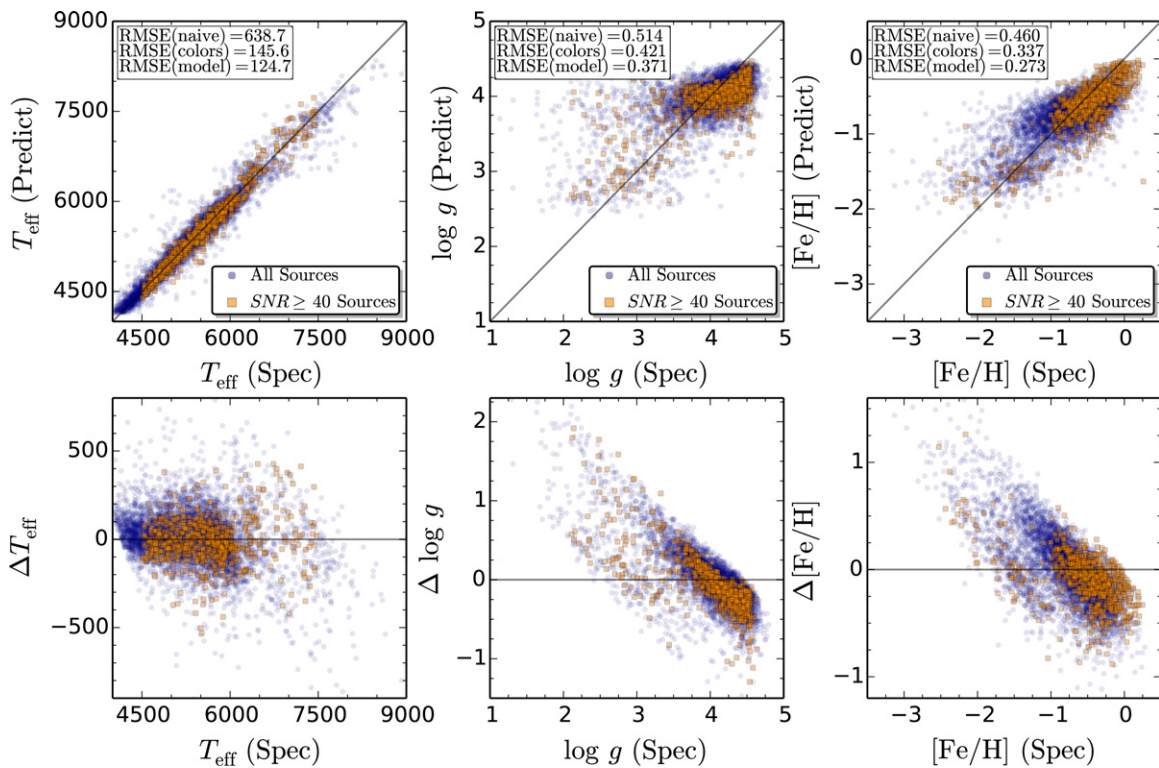 RMSE(naive)=638.7
RMSE(colors)=145.6
RMSE(model)=124.7
9000
7500
6000
4500
T_eff (Predict)
All Sources
SNR ≥ 40 Sources
4500 6000 7500 9000
T_eff (Spec)
RMSE(naive)=0.514
RMSE(colors)=0.421
RMSE(model)=0.371
5
4
3
2
1
log g (Predict)
All Sources
SNR ≥ 40 Sources
1 2 3 4 5
log g (Spec)
RMSE(naive)=0.460
RMSE(colors)=0.337
RMSE(model)=0.273
0
−1
−2
−3
[Fe/H] (Predict)
All Sources
SNR ≥ 40 Sources
−3 −2 −1 0
[Fe/H] (Spec)
500
0
−500
ΔT_eff
4500 6000 7500 9000
T_eff (Spec)
2
1
0
−1
Δ log g
1 2 3 4 5
log g (Spec)
1
0
−1
Δ[Fe/H]
−3 −2 −1 0
[Fe/H] (Spec)